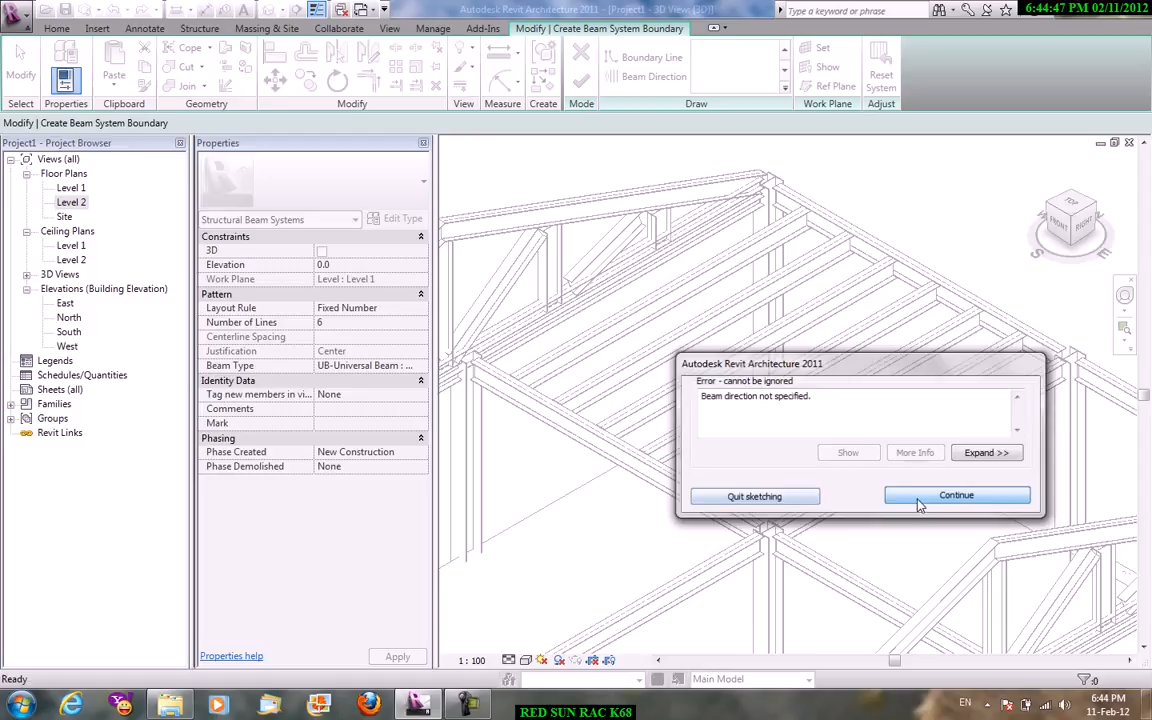 Autodesk Revit Architecture 2011 - [Project1 - 3D View: {3D}]
Type a keyword or phrase
6:44:47 PM 02/11/2012
Home Insert Annotate Structure Massing & Site Collaborate View Manage Add-Ins Modify | Create Beam System Boundary
Modify
Properties
Paste
Cope
Cut
Join
Boundary Line
Beam Direction
Set
Show
Ref Plane
Reset System
Select Properties Clipboard Geometry Modify View Measure Create Mode Draw Work Plane Adjust
Modify | Create Beam System Boundary
Project1 - Project Browser
Views (all)
Floor Plans
Level 1
Level 2
Site
Ceiling Plans
Level 1
Level 2
3D Views
Elevations (Building Elevation)
East
North
South
West
Legends
Schedules/Quantities
Sheets (all)
Families
Groups
Revit Links
Properties
Structural Beam Systems
Edit Type
Constraints
3D
Elevation 0.0
Work Plane Level : Level 1
Pattern
Layout Rule Fixed Number
Number of Lines 6
Centerline Spacing
Justification Center
Beam Type UB-Universal Beam : ...
Identity Data
Tag new members in vi... None
Comments
Mark
Phasing
Phase Created New Construction
Phase Demolished None
Properties help
Apply
TOP
FRONT
RIGHT
S
E
Autodesk Revit Architecture 2011
Error - cannot be ignored
Beam direction not specified.
Show
More Info
Expand >>
Quit sketching
Continue
1 : 100
Ready
:0
Main Model
:0
EN
6:44 PM
11-Feb-12
RED SUN RAC K68